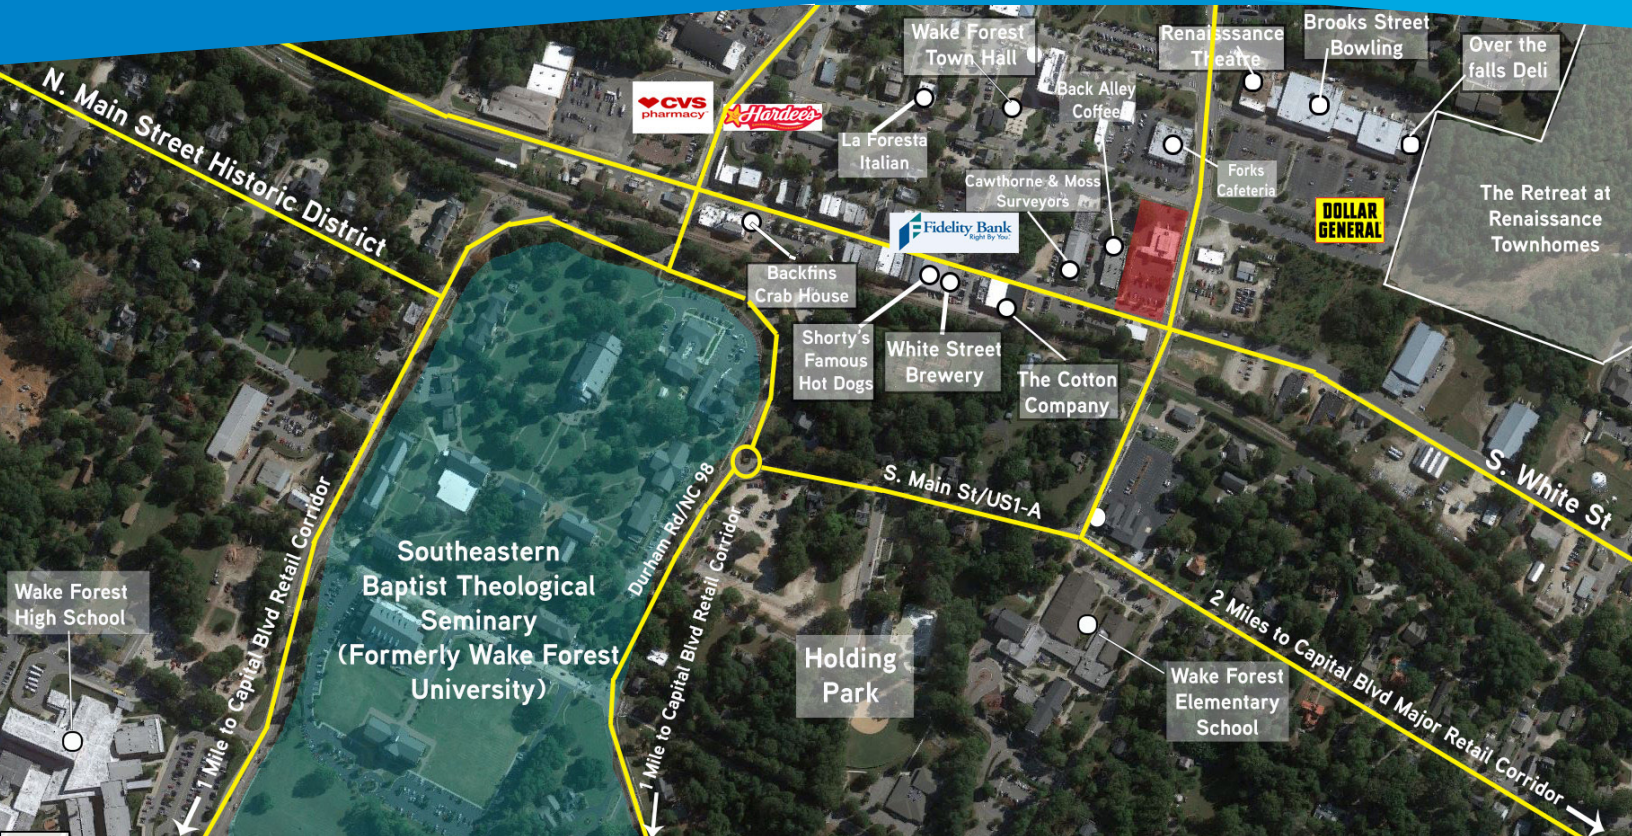 N. Main Street Historic District
CVS
pharmacy
Hardee's
Wake Forest
Town Hall
La Foresta
Italian
Back Alley
Coffee
Renaisssance
Theatre
Brooks Street
Bowling
Over the
falls Deli
Forks
Cafeteria
Cawthorne & Moss
Surveyors
Fidelity Bank
Right By You.
DOLLAR
GENERAL
The Retreat at
Renaissance
Townhomes
Backfins
Crab House
Shorty's
Famous
Hot Dogs
White Street
Brewery
The Cotton
Company
S. White St
S. Main St/US1-A
Durham Rd/NC 98
1 Mile to Capital Blvd Retail Corridor
1 Mile to Capital Blvd Retail Corridor
Southeastern
Baptist Theological
Seminary
(Formerly Wake Forest
University)
Wake Forest
High School
Holding
Park
Wake Forest
Elementary
School
2 Miles to Capital Blvd Major Retail Corridor